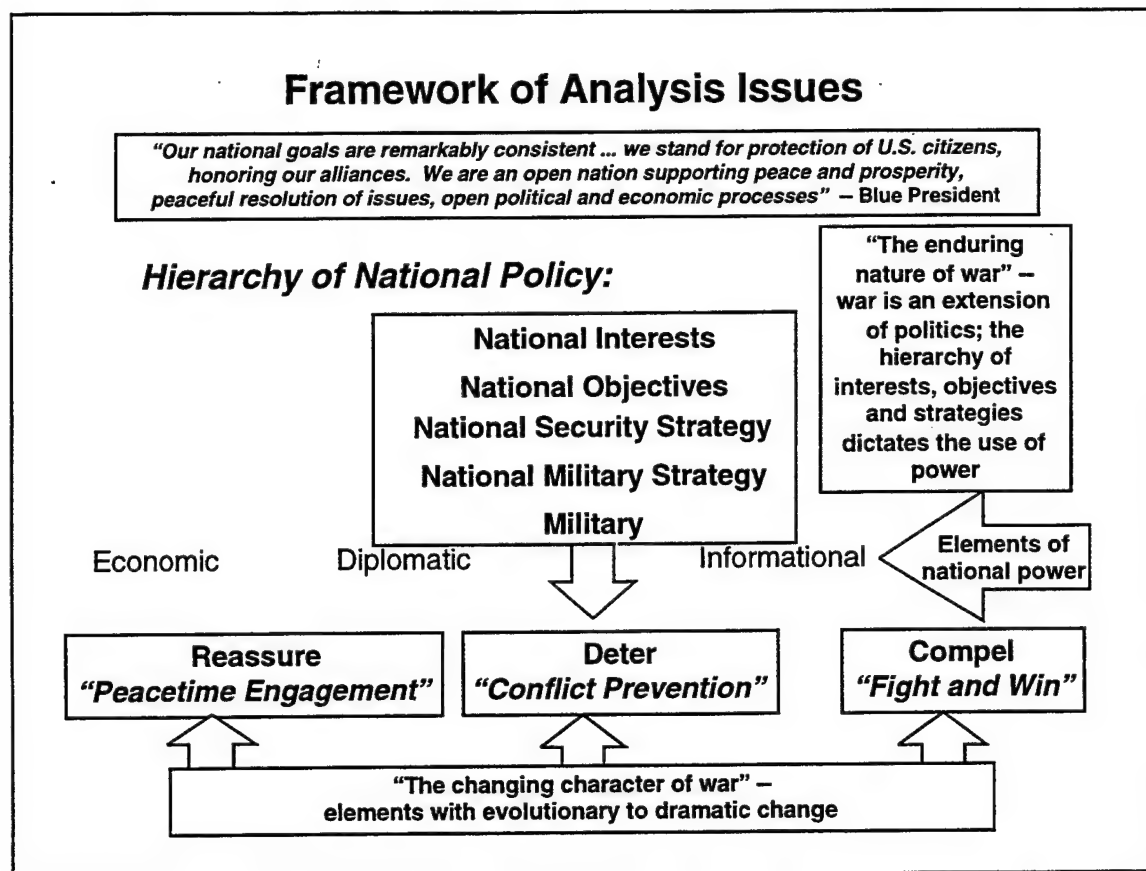 Framework of Analysis Issues
“Our national goals are remarkably consistent ... we stand for protection of U.S. citizens,
honoring our alliances. We are an open nation supporting peace and prosperity,
peaceful resolution of issues, open political and economic processes” – Blue President
Hierarchy of National Policy:
National Interests
National Objectives
National Security Strategy
National Military Strategy
Military
“The enduring
nature of war” –
war is an extension
of politics; the
hierarchy of
interests, objectives
and strategies
dictates the use of
power
Economic
Diplomatic
Informational
Elements of
national power
Reassure
“Peacetime Engagement”
Deter
“Conflict Prevention”
Compel
“Fight and Win”
“The changing character of war” –
elements with evolutionary to dramatic change